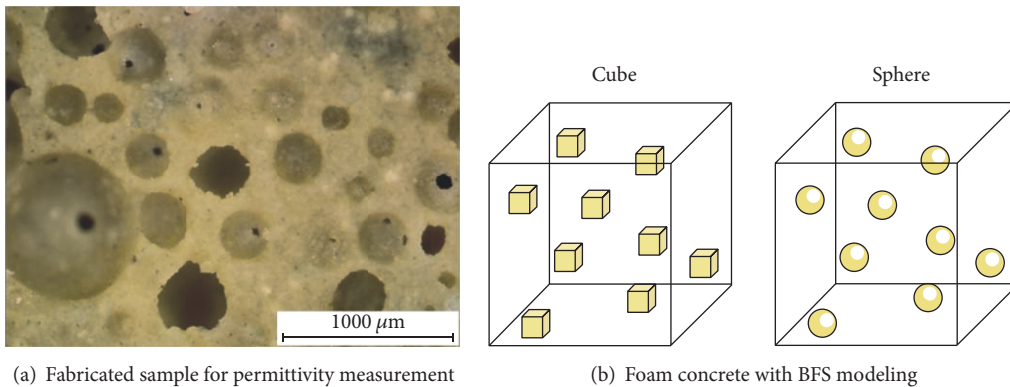 Cube
Sphere
1000 μm
(a) Fabricated sample for permittivity measurement
(b) Foam concrete with BFS modeling